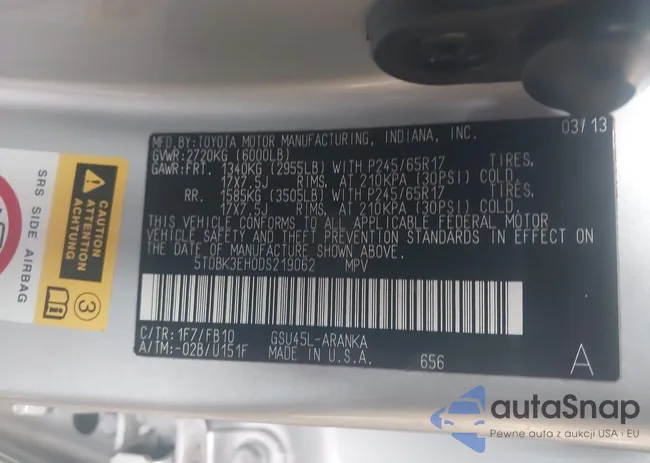 MFD.BY:TOYOTA MOTOR MANUFACTURING, INDIANA, INC. 03/13
GVWR:2720KG (6000LB)
GAWR:FRT. 1340KG (2955LB) WITH P245/65R17 TIRES,
17X7.5J RIMS, AT 210KPA (30PSI) COLD.
RR. 1585KG (3505LB) WITH P245/65R17 TIRES,
17X7.5J RIMS, AT 210KPA (30PSI) COLD.
THIS VEHICLE CONFORMS TO ALL APPLICABLE FEDERAL MOTOR
VEHICLE SAFETY AND THEFT PREVENTION STANDARDS IN EFFECT ON
THE DATE OF MANUFACTURE SHOWN ABOVE.
5TDBK3EH0DS219062 MPV
C/TR:1F7/FB10 GSU45L-ARANKA
A/TM:-02B/U151F MADE IN U.S.A. 656 A
CAUTION
ATTENTION
ACHTUNG
3
SRS SIDE AIRBAG
autoSnap
Pewne auta z aukcji USA i EU